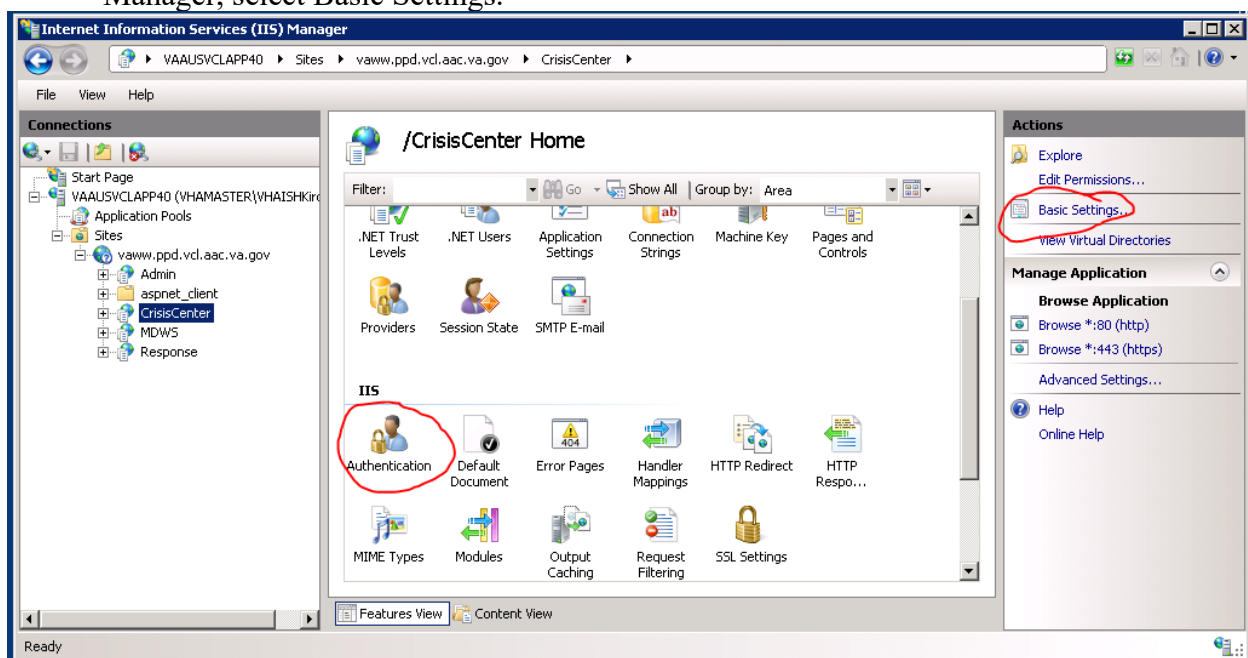 Manager, select Basic Settings.
Internet Information Services (IIS) Manager
VAAUSVCLAPP40 Sites vaww.ppd.vcl.aac.va.gov CrisisCenter
File View Help
Connections
Start Page
VAAUSVCLAPP40 (VHAMASTER\VHAISHKirc
Application Pools
Sites
vaww.ppd.vcl.aac.va.gov
Admin
aspnet_client
CrisisCenter
MDWS
Response
/CrisisCenter Home
Filter: Go Show All Group by: Area
.NET Trust Levels
.NET Users
Application Settings
Connection Strings
ab
Machine Key
Pages and Controls
Providers
Session State
SMTP E-mail
IIS
Authentication
Default Document
404
Error Pages
Handler Mappings
HTTP Redirect
HTTP Respo...
MIME Types
Modules
Output Caching
Request Filtering
SSL Settings
Features View Content View
Actions
Explore
Edit Permissions...
Basic Settings...
View Virtual Directories
Manage Application
Browse Application
Browse *:80 (http)
Browse *:443 (https)
Advanced Settings...
Help
Online Help
Ready